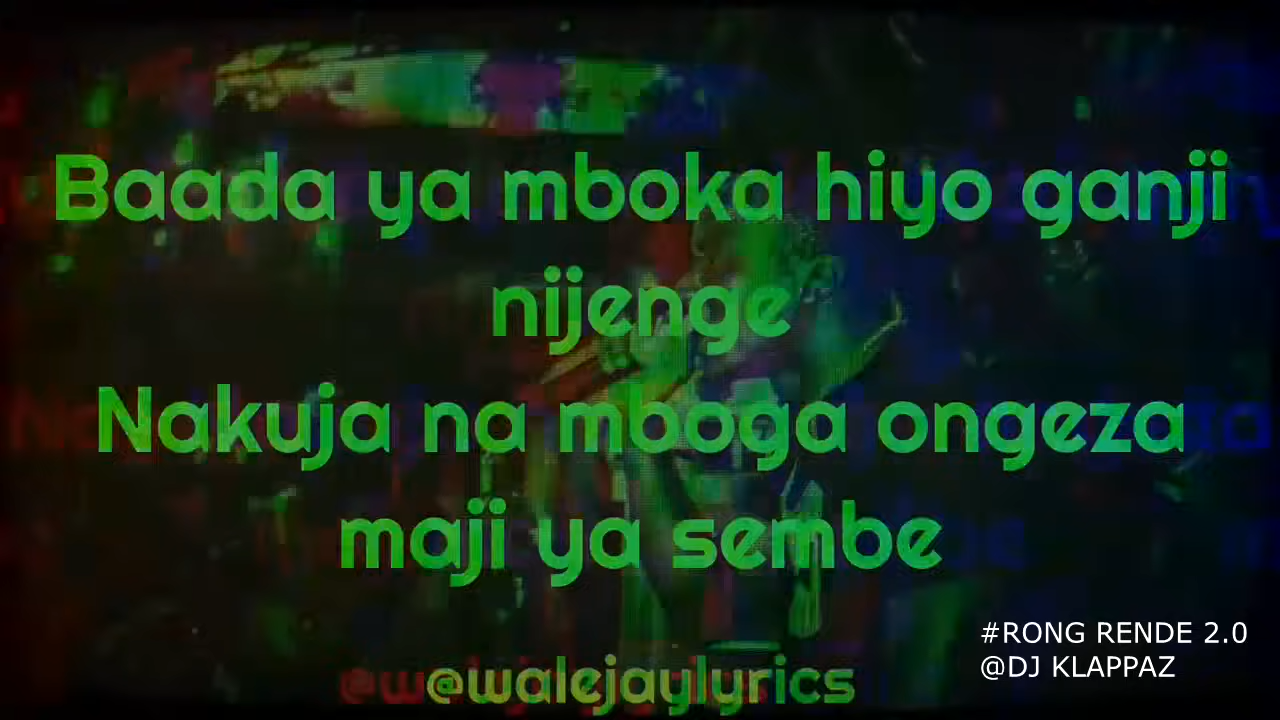 Baada ya mboka hiyo ganji
nijenge
Nakuja na mboga ongeza
maji ya sembe
@walejaylyrics
#RONG RENDE 2.0
@DJ KLAPPAZ